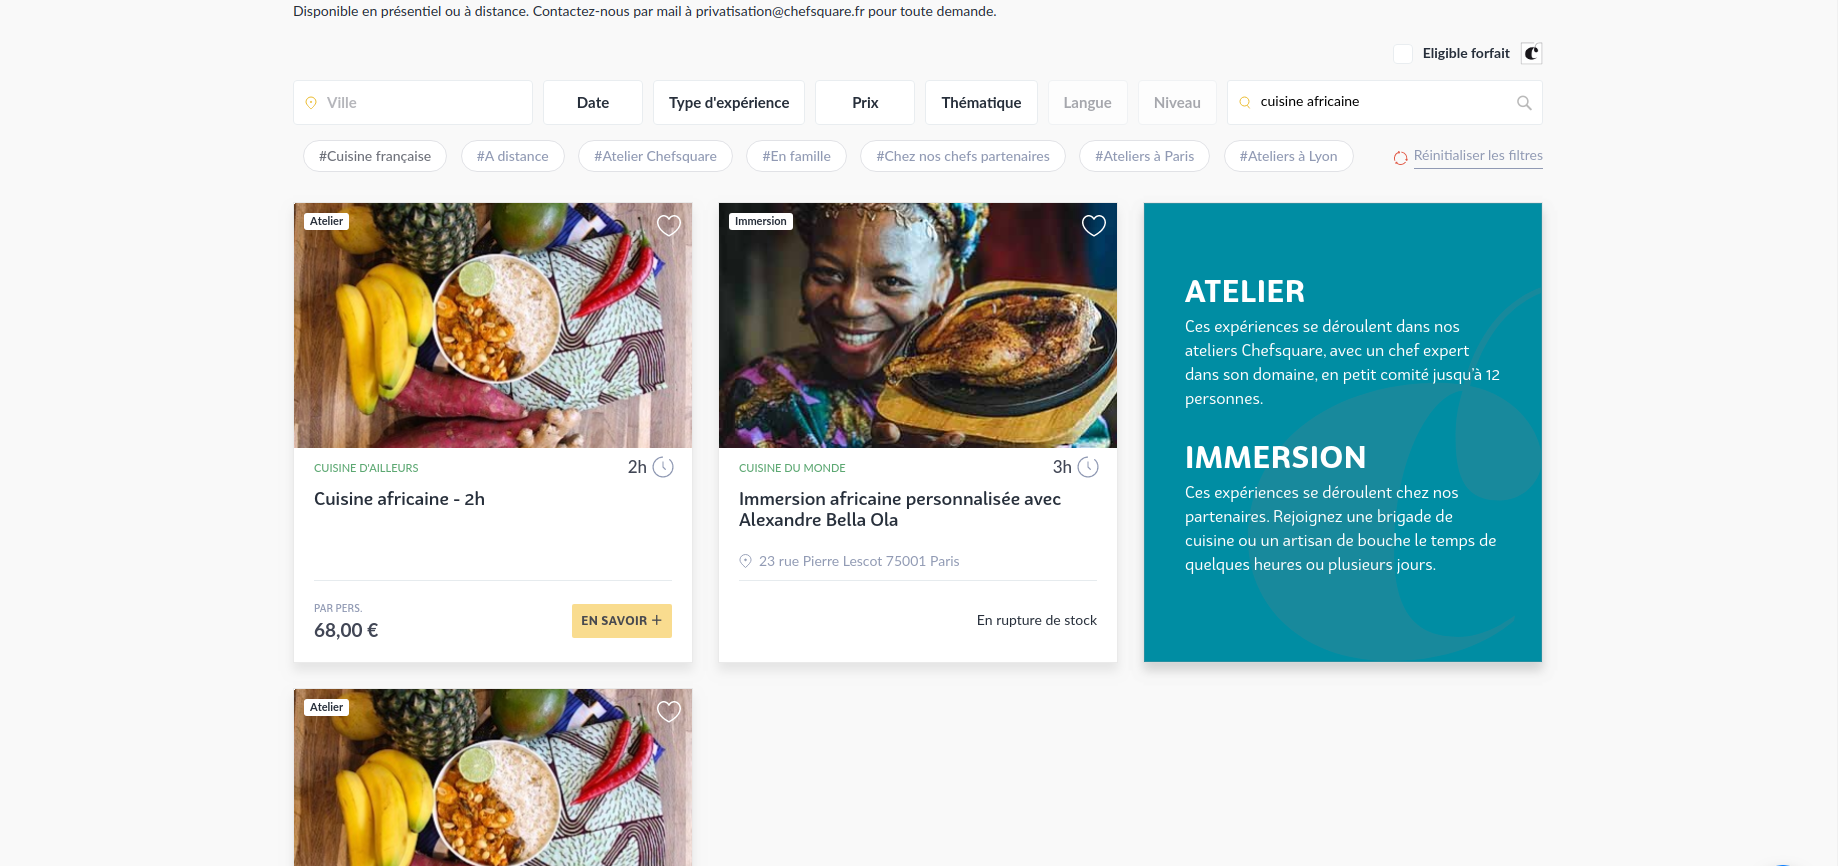 Disponible en présentiel ou à distance. Contactez-nous par mail à privatisation@chefsquare.fr pour toute demande.
Eligible forfait
Ville
Date
Type d'expérience
Prix
Thématique
Langue
Niveau
cuisine africaine
#Cuisine française
#A distance
#Atelier Chefsquare
#En famille
#Chez nos chefs partenaires
#Ateliers à Paris
#Ateliers à Lyon
Réinitialiser les filtres
Atelier
CUISINE D'AILLEURS
2h
Cuisine africaine - 2h
PAR PERS.
68,00 €
EN SAVOIR +
Immersion
CUISINE DU MONDE
3h
Immersion africaine personnalisée avec
Alexandre Bella Ola
23 rue Pierre Lescot 75001 Paris
En rupture de stock
ATELIER
Ces expériences se déroulent dans nos
ateliers Chefsquare, avec un chef expert
dans son domaine, en petit comité jusqu'à 12
personnes.
IMMERSION
Ces expériences se déroulent chez nos
partenaires. Rejoignez une brigade de
cuisine ou un artisan de bouche le temps de
quelques heures ou plusieurs jours.
Atelier